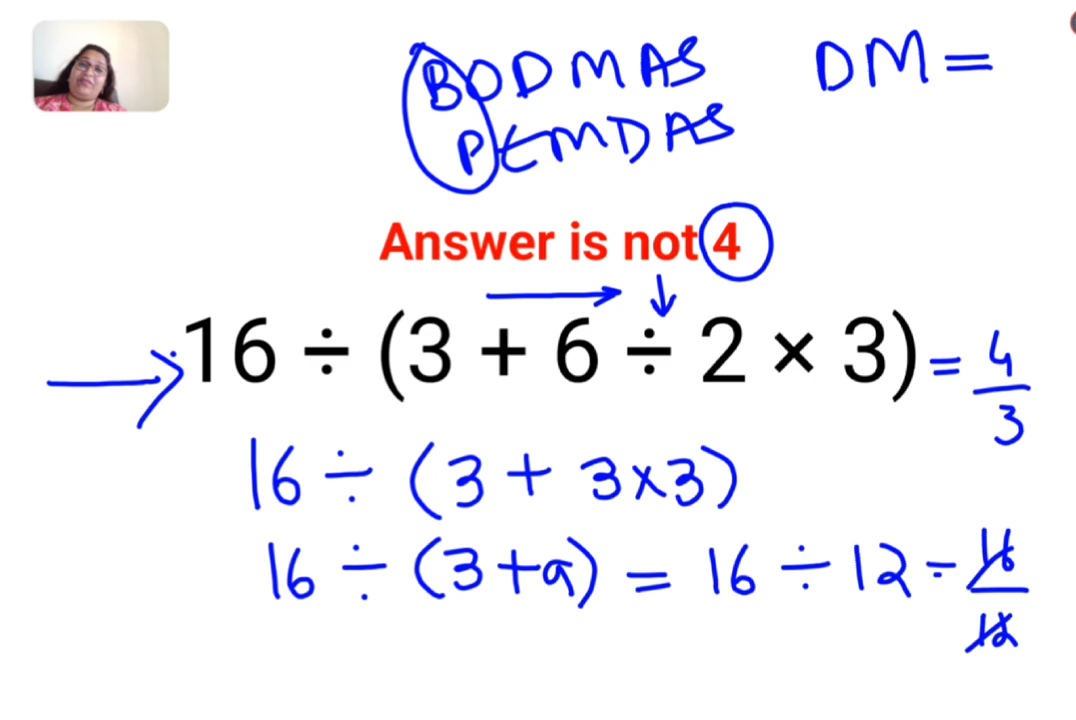 BODMAS DM =
PEMDAS
Answer is not 4
16 ÷ (3 + 6 ÷ 2 × 3) = 4/3
16 ÷ (3 + 3×3)
16 ÷ (3+9) = 16 ÷ 12 = 16/12